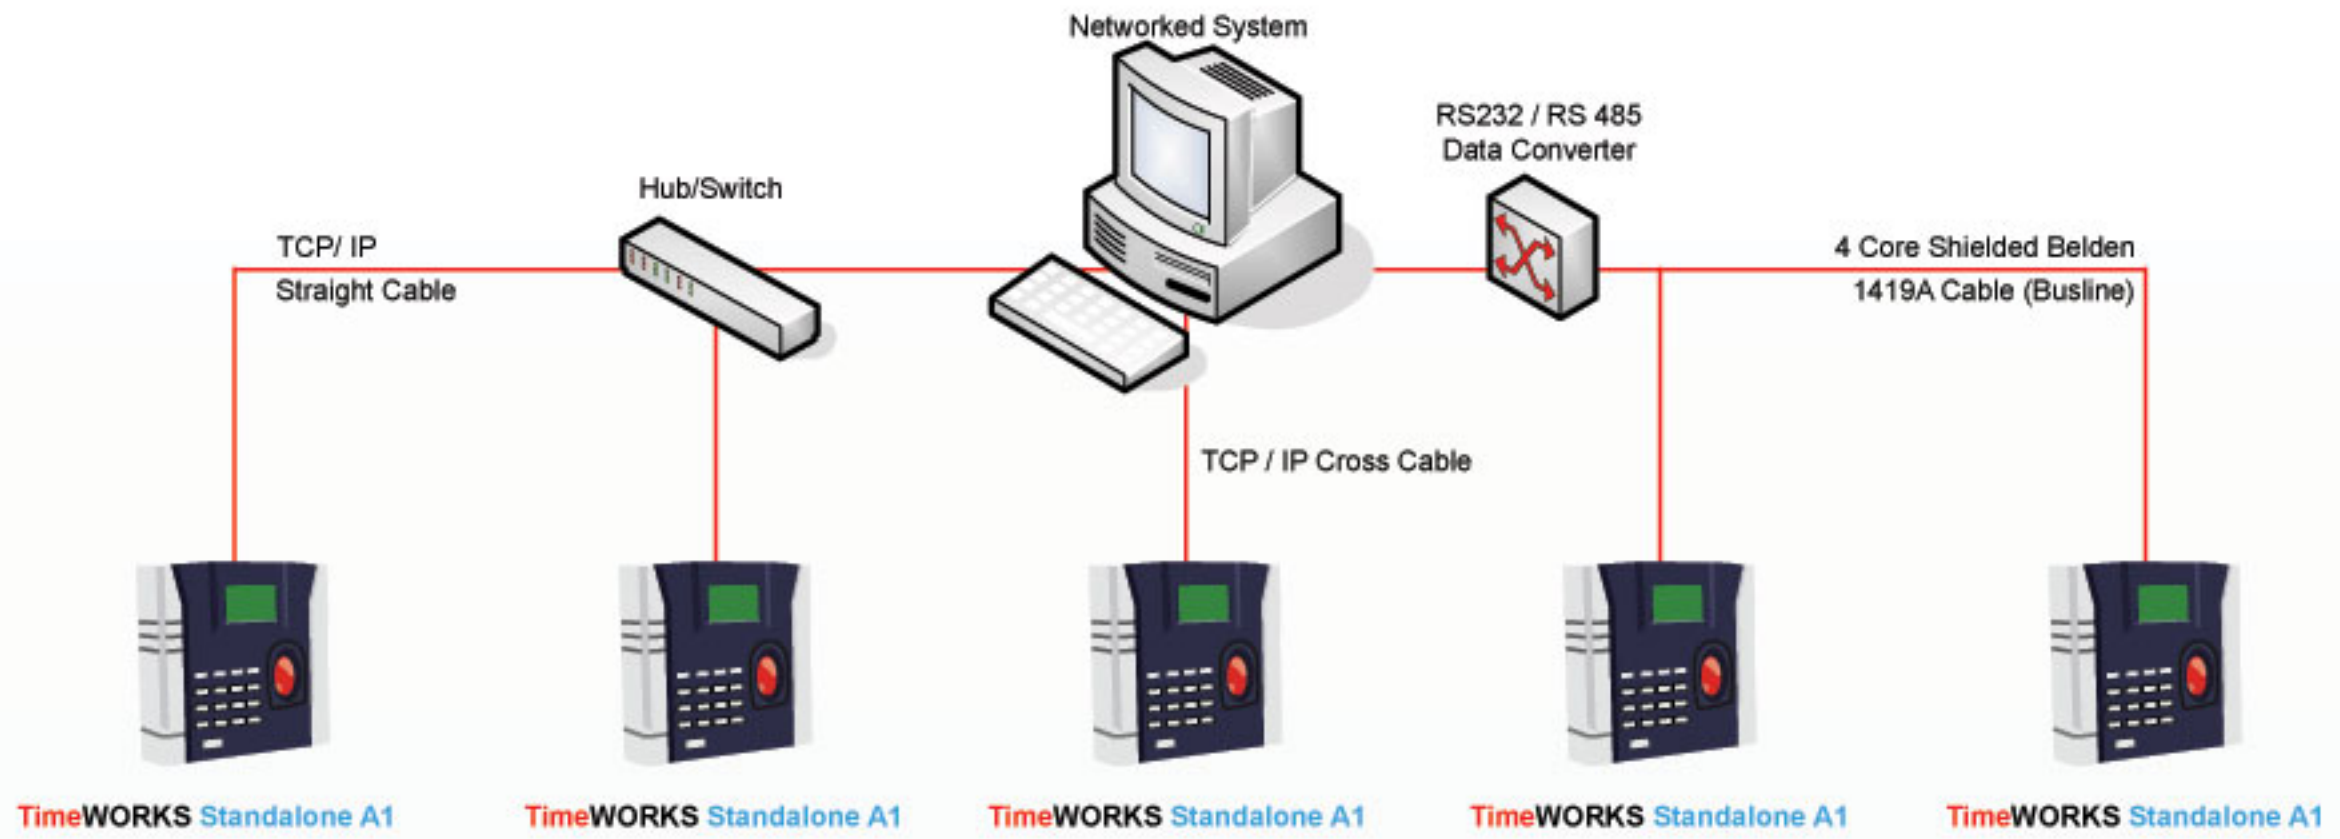 Networked System
RS232 / RS 485
Data Converter
Hub/Switch
TCP/ IP
Straight Cable
4 Core Shielded Belden
1419A Cable (Busline)
TCP / IP Cross Cable
TimeWORKS Standalone A1
TimeWORKS Standalone A1
TimeWORKS Standalone A1
TimeWORKS Standalone A1
TimeWORKS Standalone A1